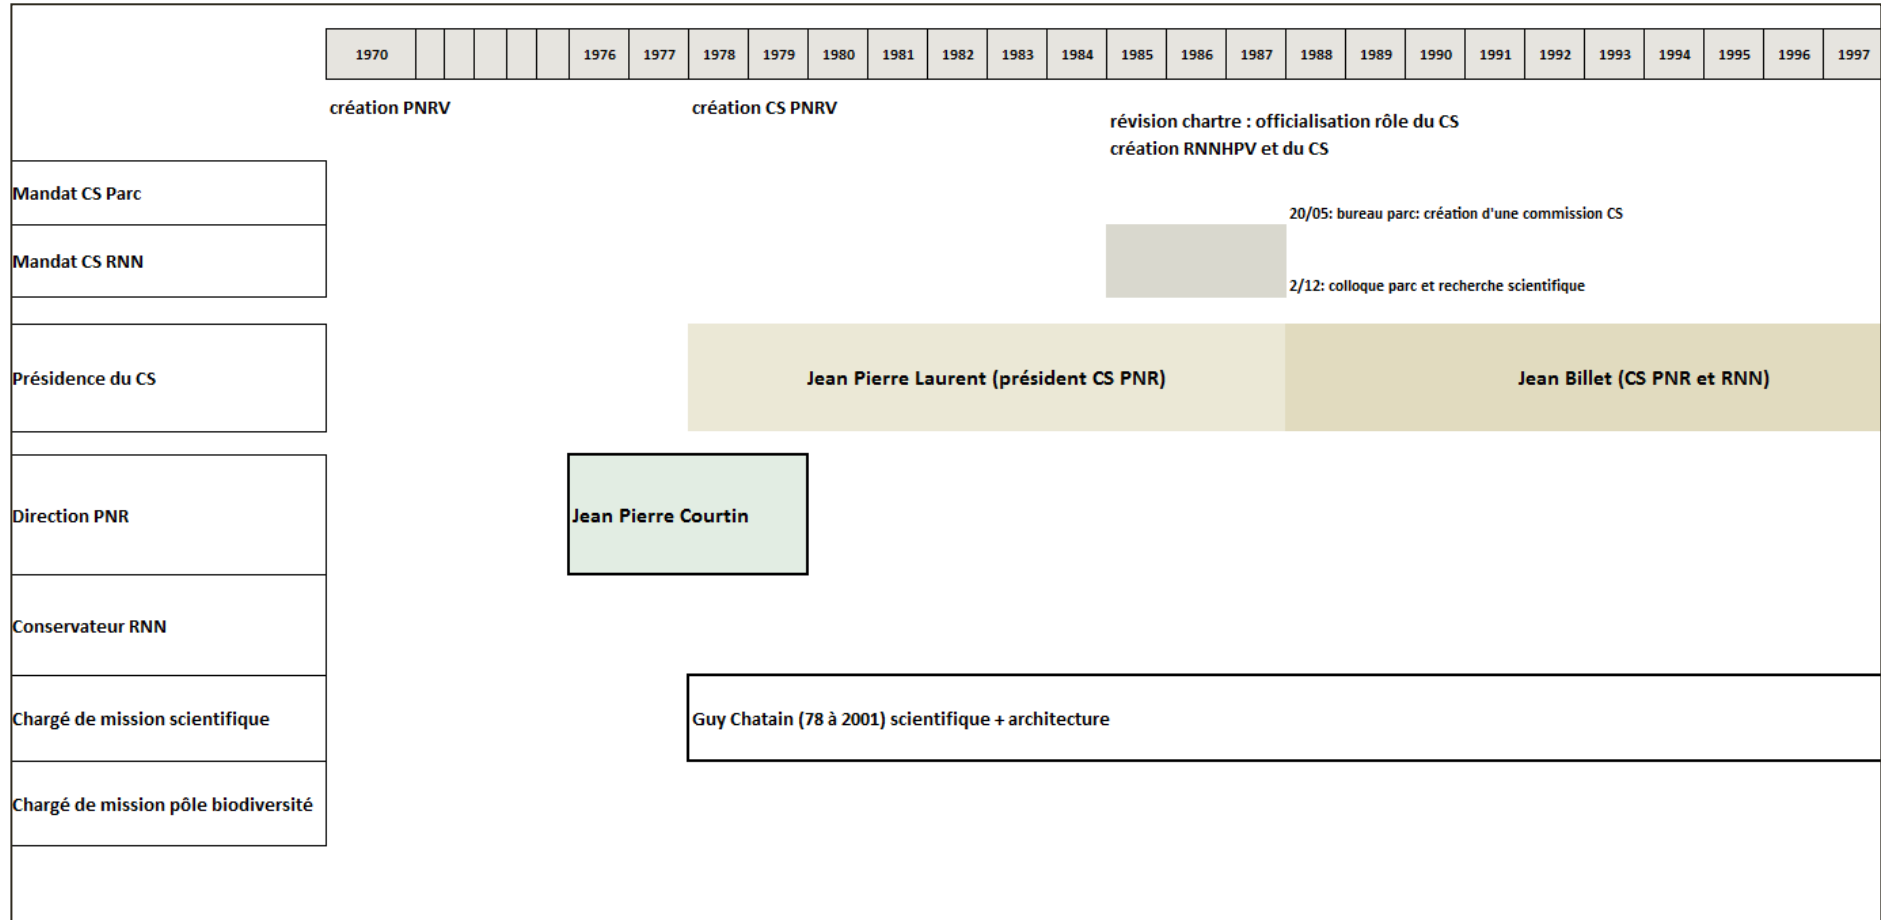 1970 1976 1977 1978 1979 1980 1981 1982 1983 1984 1985 1986 1987 1988 1989 1990 1991 1992 1993 1994 1995 1996 1997
création PNRV
création CS PNRV
révision chartre : officialisation rôle du CS
création RNNHPV et du CS
Mandat CS Parc
20/05: bureau parc: création d'une commission CS
Mandat CS RNN
2/12: colloque parc et recherche scientifique
Présidence du CS
Jean Pierre Laurent (président CS PNR)
Jean Billet (CS PNR et RNN)
Direction PNR
Jean Pierre Courtin
Conservateur RNN
Chargé de mission scientifique
Guy Chatain (78 à 2001) scientifique + architecture
Chargé de mission pôle biodiversité